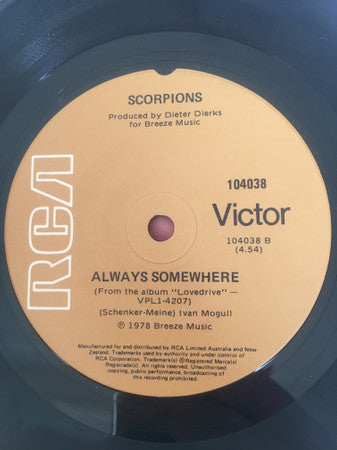 SCORPIONS
Produced by Dieter Dierks
for Breeze Music
RCA
104038
Victor
104038 B
(4.54)
ALWAYS SOMEWHERE
(From the album "Lovedrive" —
VPL1-4207)
(Schenker-Meine) Ivan Mogull
℗ 1978 Breeze Music
Manufactured for and distributed by RCA Limited Australia and New
Zealand. Trademarks used by authority and under control of
RCA Corporation. Trademark(s) ®Registered Marca(s)
Registrada(s). All rights reserved. Unauthorised
copying, public performance, broadcasting of
this recording prohibited.